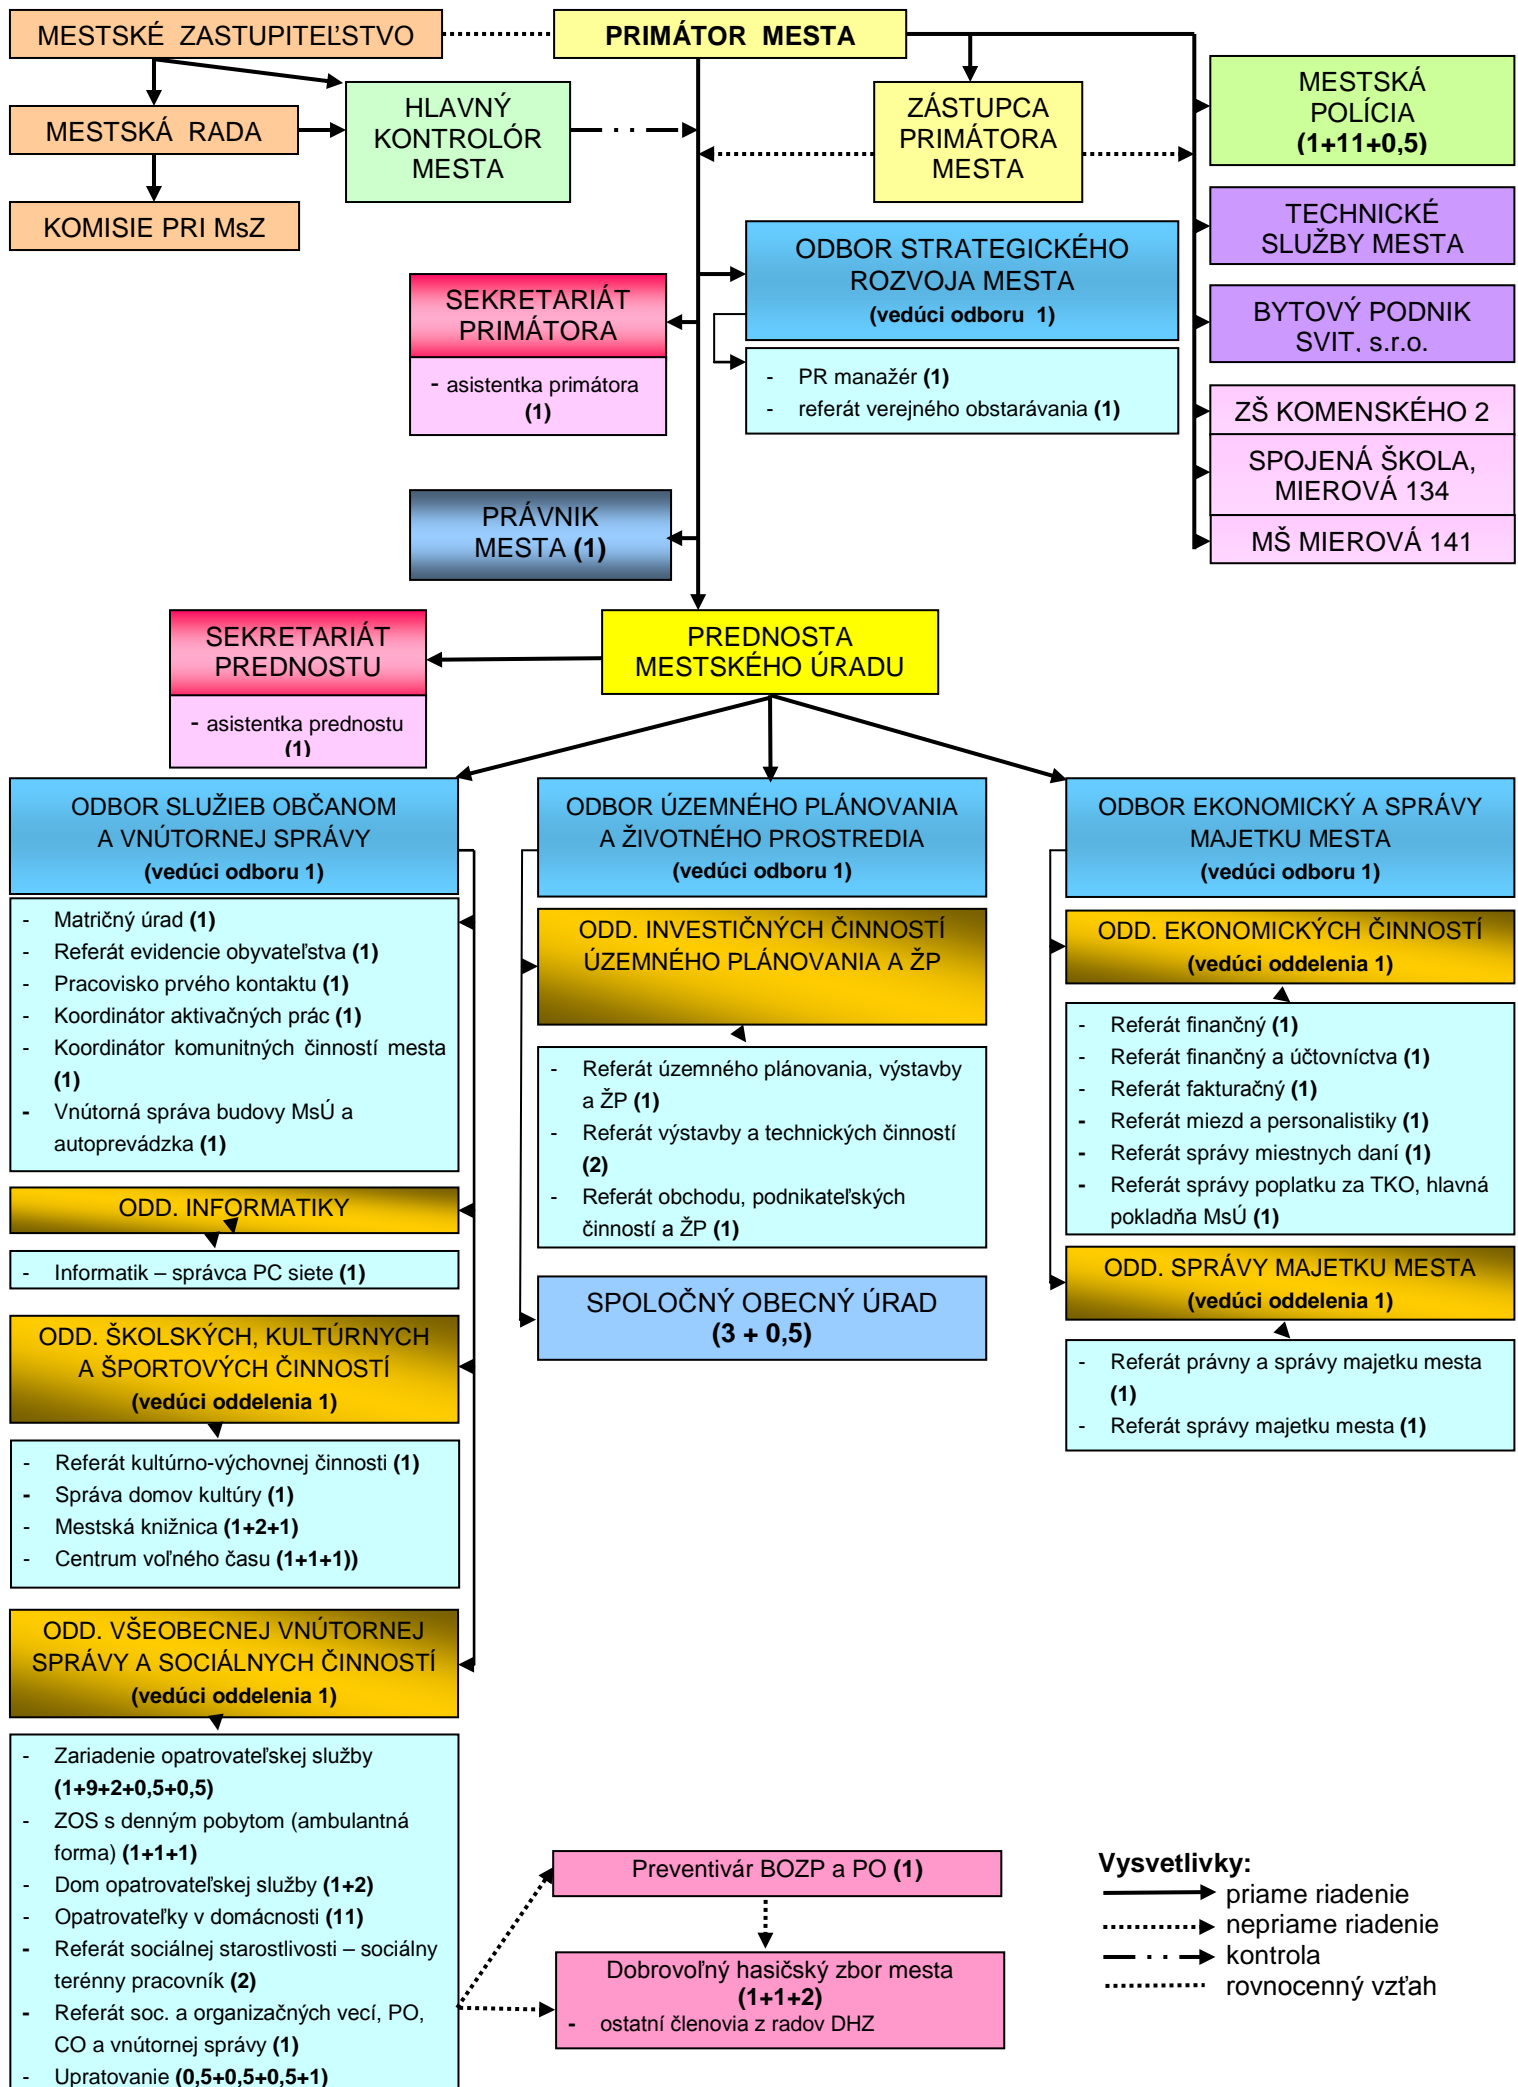 MESTSKÉ  ZASTUPITEĽSTVO
PRIMÁTOR  MESTA
MESTSKÁ  RADA
KOMISIE PRI MsZ
HLAVNÝ
KONTROLÓR
MESTA
ZÁSTUPCA
PRIMÁTORA
MESTA
MESTSKÁ
POLÍCIA
(1+11+0,5)
TECHNICKÉ
SLUŽBY MESTA
BYTOVÝ PODNIK
SVIT, s.r.o.
ZŠ KOMENSKÉHO 2
SPOJENÁ ŠKOLA,
MIEROVÁ 134
MŠ MIEROVÁ 141
ODBOR STRATEGICKÉHO
ROZVOJA MESTA
(vedúci odboru  1)
- PR manažér (1)
- referát verejného obstarávania (1)
SEKRETARIÁT
PRIMÁTORA
- asistentka primátora
(1)
PRÁVNIK
MESTA (1)
SEKRETARIÁT
PREDNOSTU
- asistentka prednostu
(1)
PREDNOSTA
MESTSKÉHO ÚRADU
ODBOR SLUŽIEB OBČANOM
A VNÚTORNEJ SPRÁVY
(vedúci odboru 1)
- Matričný úrad (1)
- Referát evidencie obyvateľstva (1)
- Pracovisko prvého kontaktu (1)
- Koordinátor aktivačných prác (1)
- Koordinátor komunitných činností mesta
(1)
- Vnútorná správa budovy MsÚ a
autoprevádzka (1)
ODD. INFORMATIKY
- Informatik – správca PC siete (1)
ODD. ŠKOLSKÝCH, KULTÚRNYCH
A ŠPORTOVÝCH ČINNOSTÍ
(vedúci oddelenia 1)
- Referát kultúrno-výchovnej činnosti (1)
- Správa domov kultúry (1)
- Mestská knižnica (1+2+1)
- Centrum voľného času (1+1+1))
ODD. VŠEOBECNEJ VNÚTORNEJ
SPRÁVY A SOCIÁLNYCH ČINNOSTÍ
(vedúci oddelenia 1)
- Zariadenie opatrovateľskej služby
(1+9+2+0,5+0,5)
- ZOS s denným pobytom (ambulantná
forma) (1+1+1)
- Dom opatrovateľskej služby (1+2)
- Opatrovateľky v domácnosti (11)
- Referát sociálnej starostlivosti – sociálny
terénny pracovník (2)
- Referát soc. a organizačných vecí, PO,
CO a vnútornej správy (1)
- Upratovanie (0,5+0,5+0,5+1)
ODBOR ÚZEMNÉHO PLÁNOVANIA
A ŽIVOTNÉHO PROSTREDIA
(vedúci odboru 1)
ODD. INVESTIČNÝCH ČINNOSTÍ
ÚZEMNÉHO PLÁNOVANIA A ŽP
- Referát územného plánovania, výstavby
a ŽP (1)
- Referát výstavby a technických činností
(2)
- Referát obchodu, podnikateľských
činností a ŽP (1)
SPOLOČNÝ OBECNÝ ÚRAD
(3 + 0,5)
ODBOR EKONOMICKÝ A SPRÁVY
MAJETKU MESTA
(vedúci odboru 1)
ODD. EKONOMICKÝCH ČINNOSTÍ
(vedúci oddelenia 1)
- Referát finančný (1)
- Referát finančný a účtovníctva (1)
- Referát fakturačný (1)
- Referát miezd a personalistiky (1)
- Referát správy miestnych daní (1)
- Referát správy poplatku za TKO, hlavná
pokladňa MsÚ (1)
ODD. SPRÁVY MAJETKU MESTA
(vedúci oddelenia 1)
- Referát právny a správy majetku mesta
(1)
- Referát správy majetku mesta (1)
Preventivár BOZP a PO (1)
Dobrovoľný hasičský zbor mesta
(1+1+2)
- ostatní členovia z radov DHZ
Vysvetlivky:
priame riadenie
nepriame riadenie
kontrola
rovnocenný vzťah